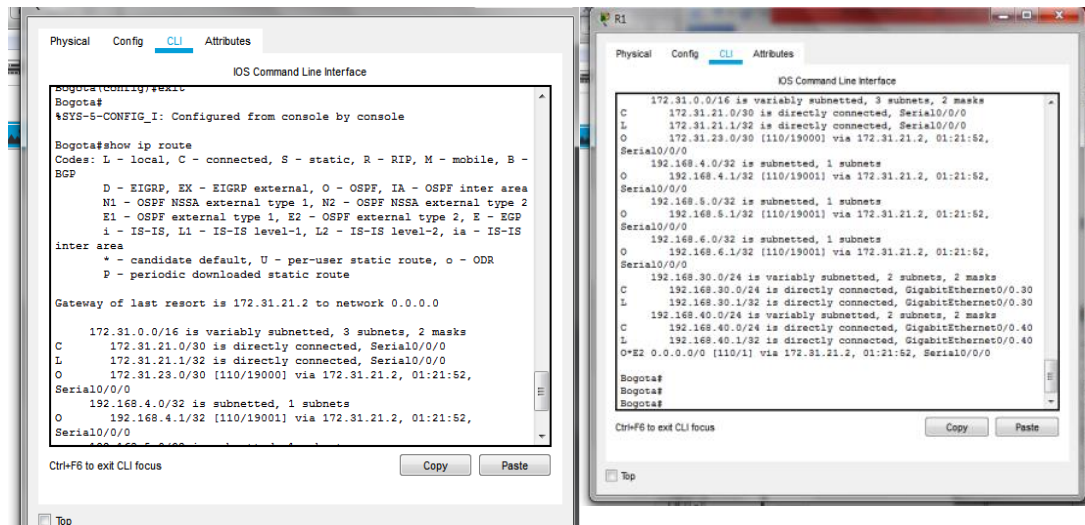 Physical Config CLI Attributes
IOS Command Line Interface
Bogota(config)#exit
Bogota#
%SYS-5-CONFIG_I: Configured from console by console
Bogota#show ip route
Codes: L - local, C - connected, S - static, R - RIP, M - mobile, B -
BGP
D - EIGRP, EX - EIGRP external, O - OSPF, IA - OSPF inter area
N1 - OSPF NSSA external type 1, N2 - OSPF NSSA external type 2
E1 - OSPF external type 1, E2 - OSPF external type 2, E - EGP
i - IS-IS, L1 - IS-IS level-1, L2 - IS-IS level-2, ia - IS-IS
inter area
* - candidate default, U - per-user static route, o - ODR
P - periodic downloaded static route
Gateway of last resort is 172.31.21.2 to network 0.0.0.0
172.31.0.0/16 is variably subnetted, 3 subnets, 2 masks
C 172.31.21.0/30 is directly connected, Serial0/0/0
L 172.31.21.1/32 is directly connected, Serial0/0/0
O 172.31.23.0/30 [110/19000] via 172.31.21.2, 01:21:52,
Serial0/0/0
192.168.4.0/32 is subnetted, 1 subnets
O 192.168.4.1/32 [110/19001] via 172.31.21.2, 01:21:52,
Serial0/0/0
Ctrl+F6 to exit CLI focus
Copy Paste
Top
R1
Physical Config CLI Attributes
IOS Command Line Interface
172.31.0.0/16 is variably subnetted, 3 subnets, 2 masks
C 172.31.21.0/30 is directly connected, Serial0/0/0
L 172.31.21.1/32 is directly connected, Serial0/0/0
O 172.31.23.0/30 [110/19000] via 172.31.21.2, 01:21:52,
Serial0/0/0
192.168.4.0/32 is subnetted, 1 subnets
O 192.168.4.1/32 [110/19001] via 172.31.21.2, 01:21:52,
Serial0/0/0
192.168.5.0/32 is subnetted, 1 subnets
O 192.168.5.1/32 [110/19001] via 172.31.21.2, 01:21:52,
Serial0/0/0
192.168.6.0/32 is subnetted, 1 subnets
O 192.168.6.1/32 [110/19001] via 172.31.21.2, 01:21:52,
Serial0/0/0
192.168.30.0/24 is variably subnetted, 2 subnets, 2 masks
C 192.168.30.0/24 is directly connected, GigabitEthernet0/0.30
L 192.168.30.1/32 is directly connected, GigabitEthernet0/0.30
192.168.40.0/24 is variably subnetted, 2 subnets, 2 masks
C 192.168.40.0/24 is directly connected, GigabitEthernet0/0.40
L 192.168.40.1/32 is directly connected, GigabitEthernet0/0.40
O*E2 0.0.0.0/0 [110/1] via 172.31.21.2, 01:21:52, Serial0/0/0
Bogota#
Bogota#
Bogota#
Ctrl+F6 to exit CLI focus
Copy Paste
Top